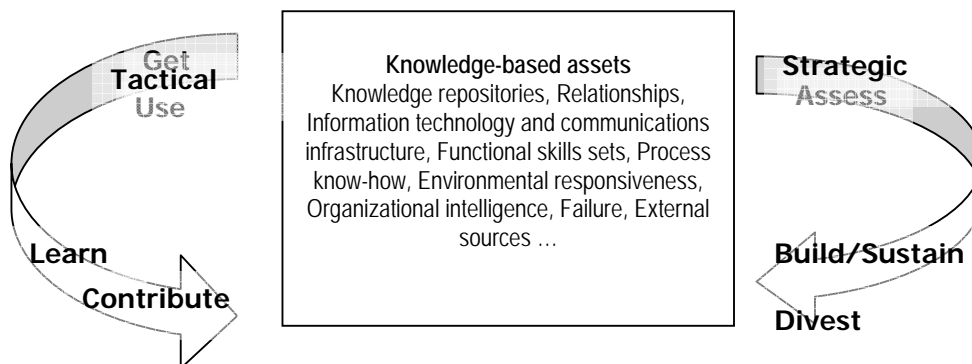 Get
Tactical
Use
Learn
Contribute
Knowledge-based assets
Knowledge repositories, Relationships,
Information technology and communications
infrastructure, Functional skills sets, Process
know-how, Environmental responsiveness,
Organizational intelligence, Failure, External
sources …
Strategic
Assess
Build/Sustain
Divest